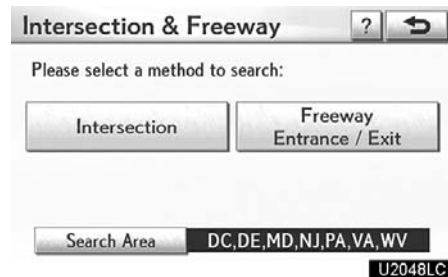 Intersection & Freeway ?
Please select a method to search:
Intersection
Freeway
Entrance / Exit
Search Area DC,DE,MD,NJ,PA,VA,WV
U2048LC